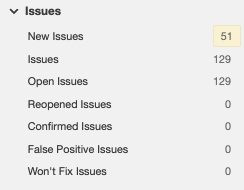 Issues
New Issues 51
Issues 129
Open Issues 129
Reopened Issues 0
Confirmed Issues 0
False Positive Issues 0
Won't Fix Issues 0